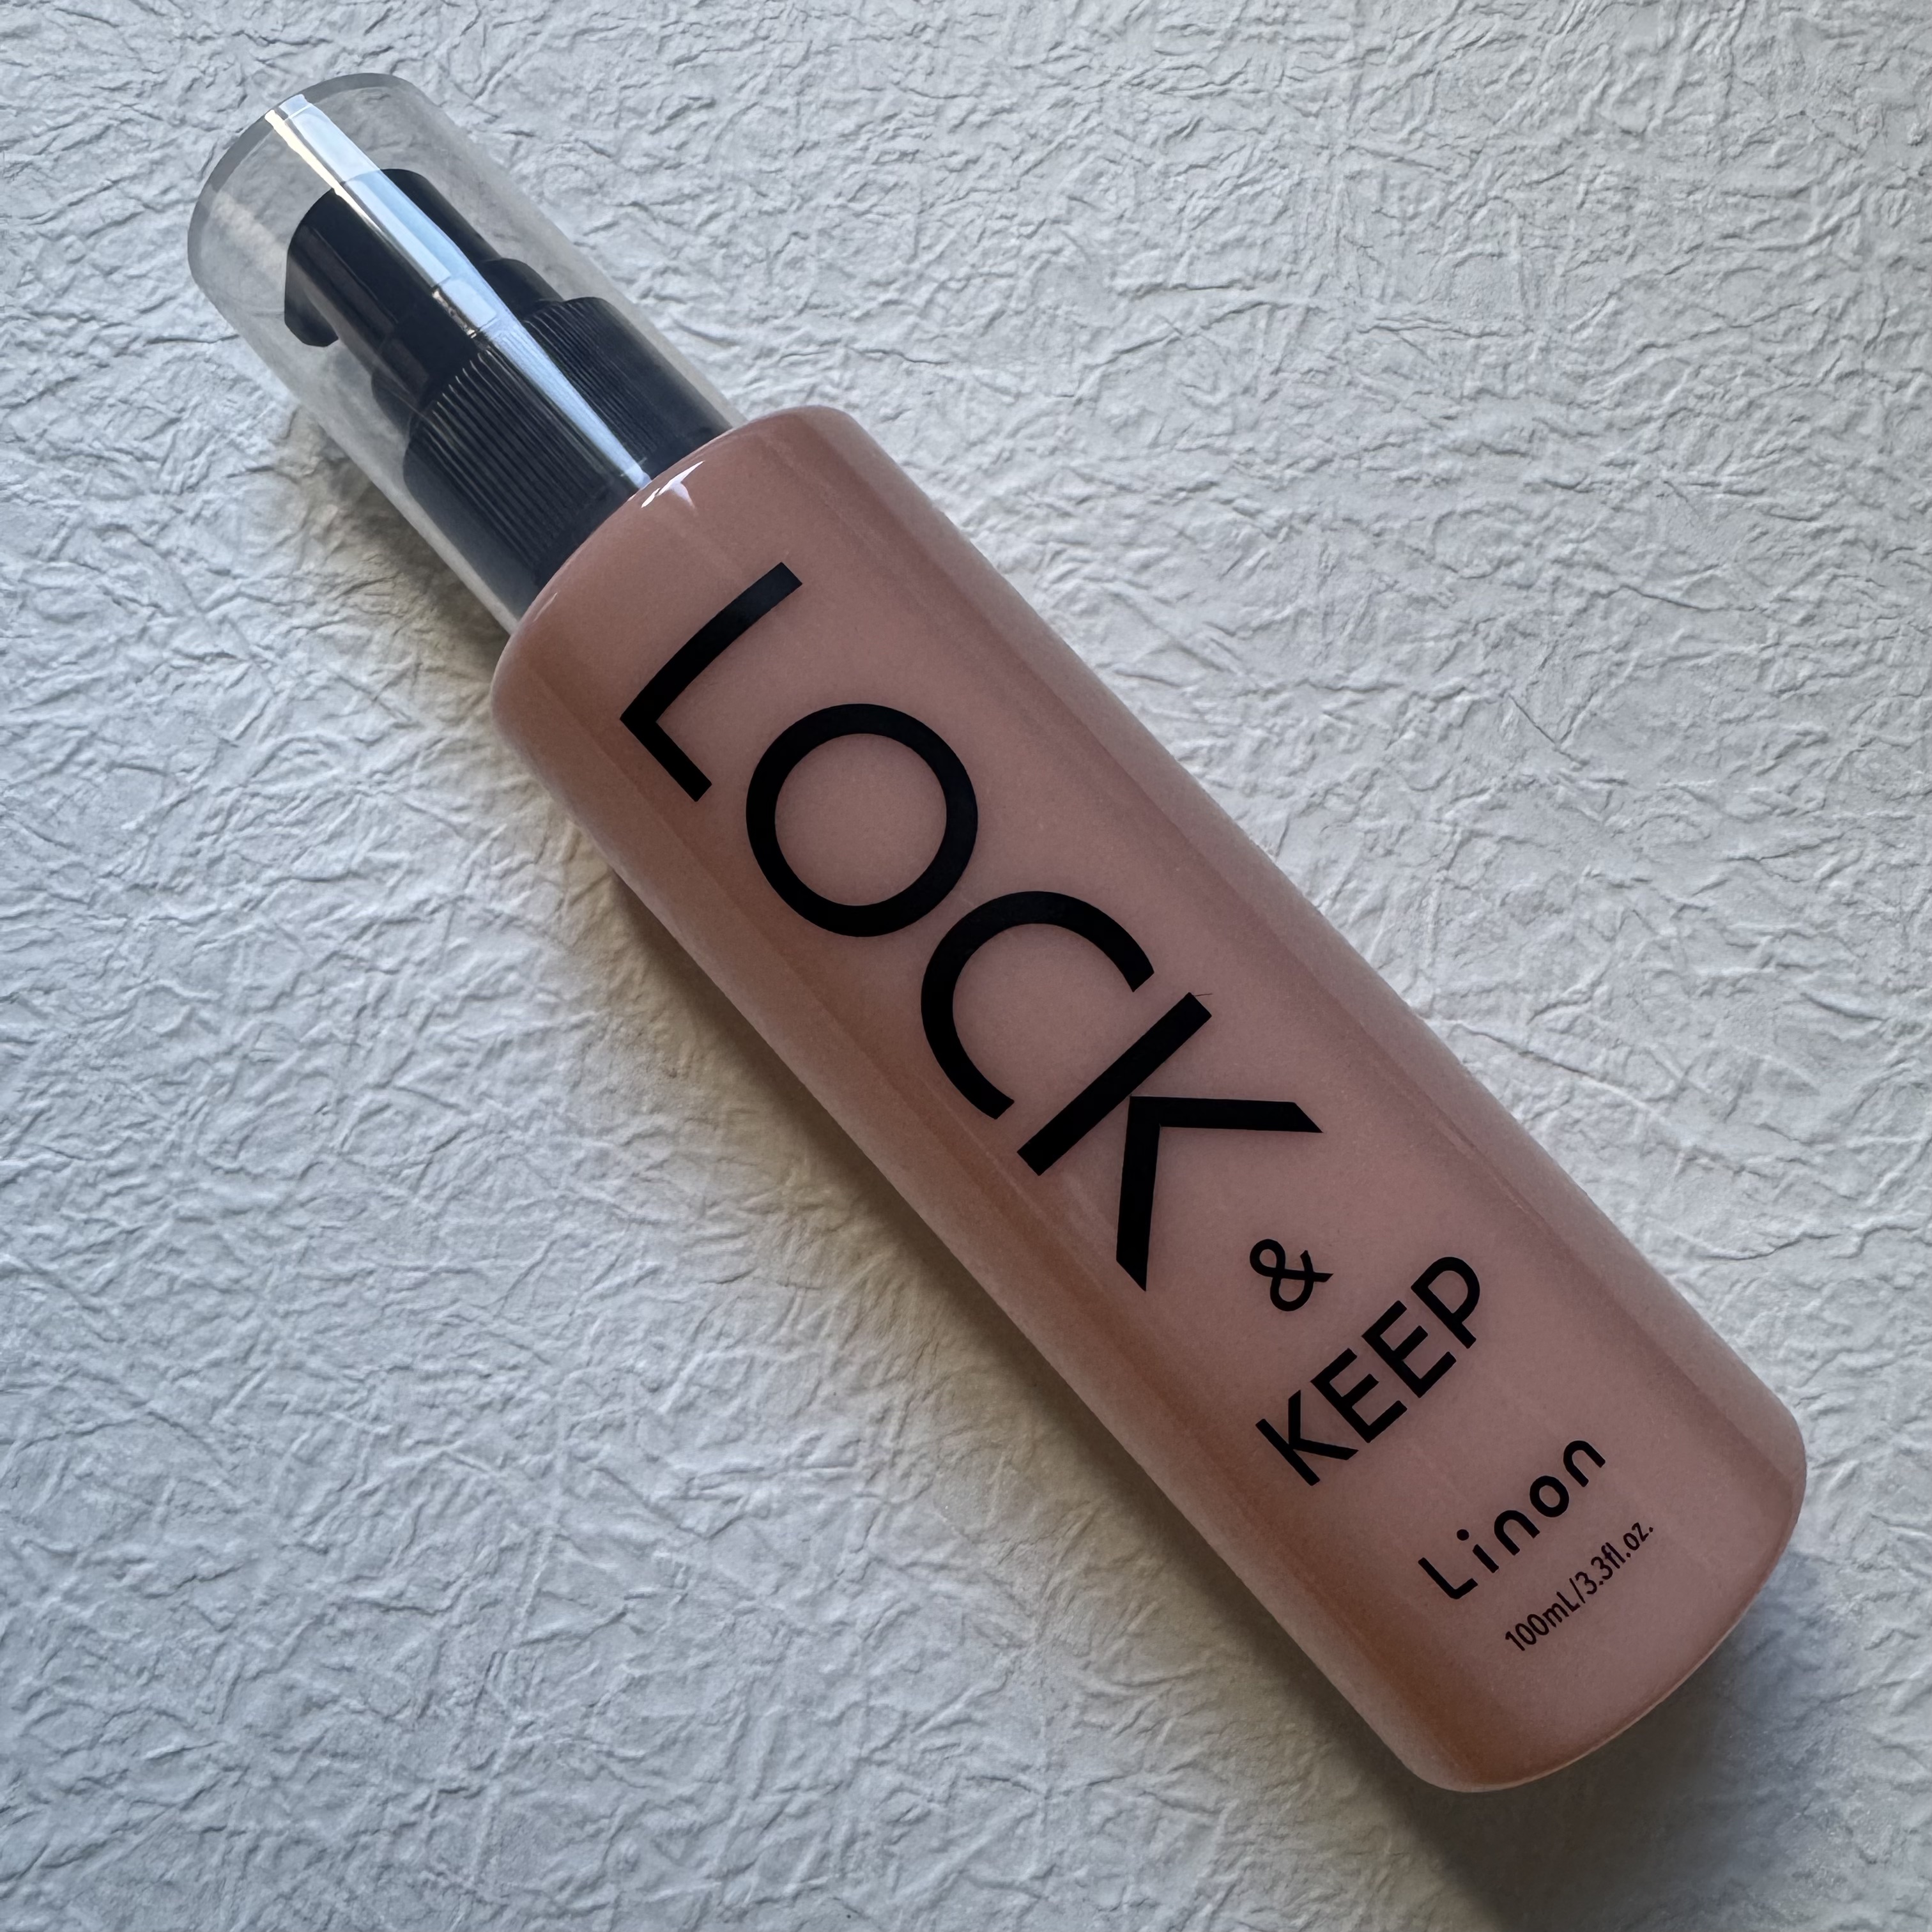 LOCK
&
KEEP
Linon
100mL/3.3fl.oz.